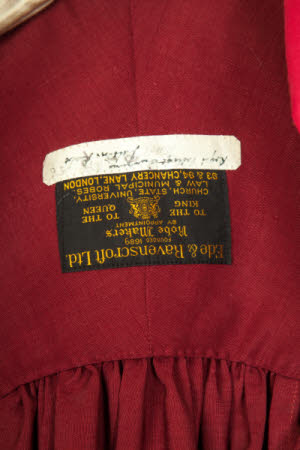 Ede & Ravenscroft Ltd.
FOUNDED 1689
Robe Makers
BY APPOINTMENT
TO THE KING
TO THE QUEEN
CHURCH, STATE, UNIVERSITY,
LAW & MUNICIPAL ROBES.
93 & 94, CHANCERY LANE, LONDON
Royal